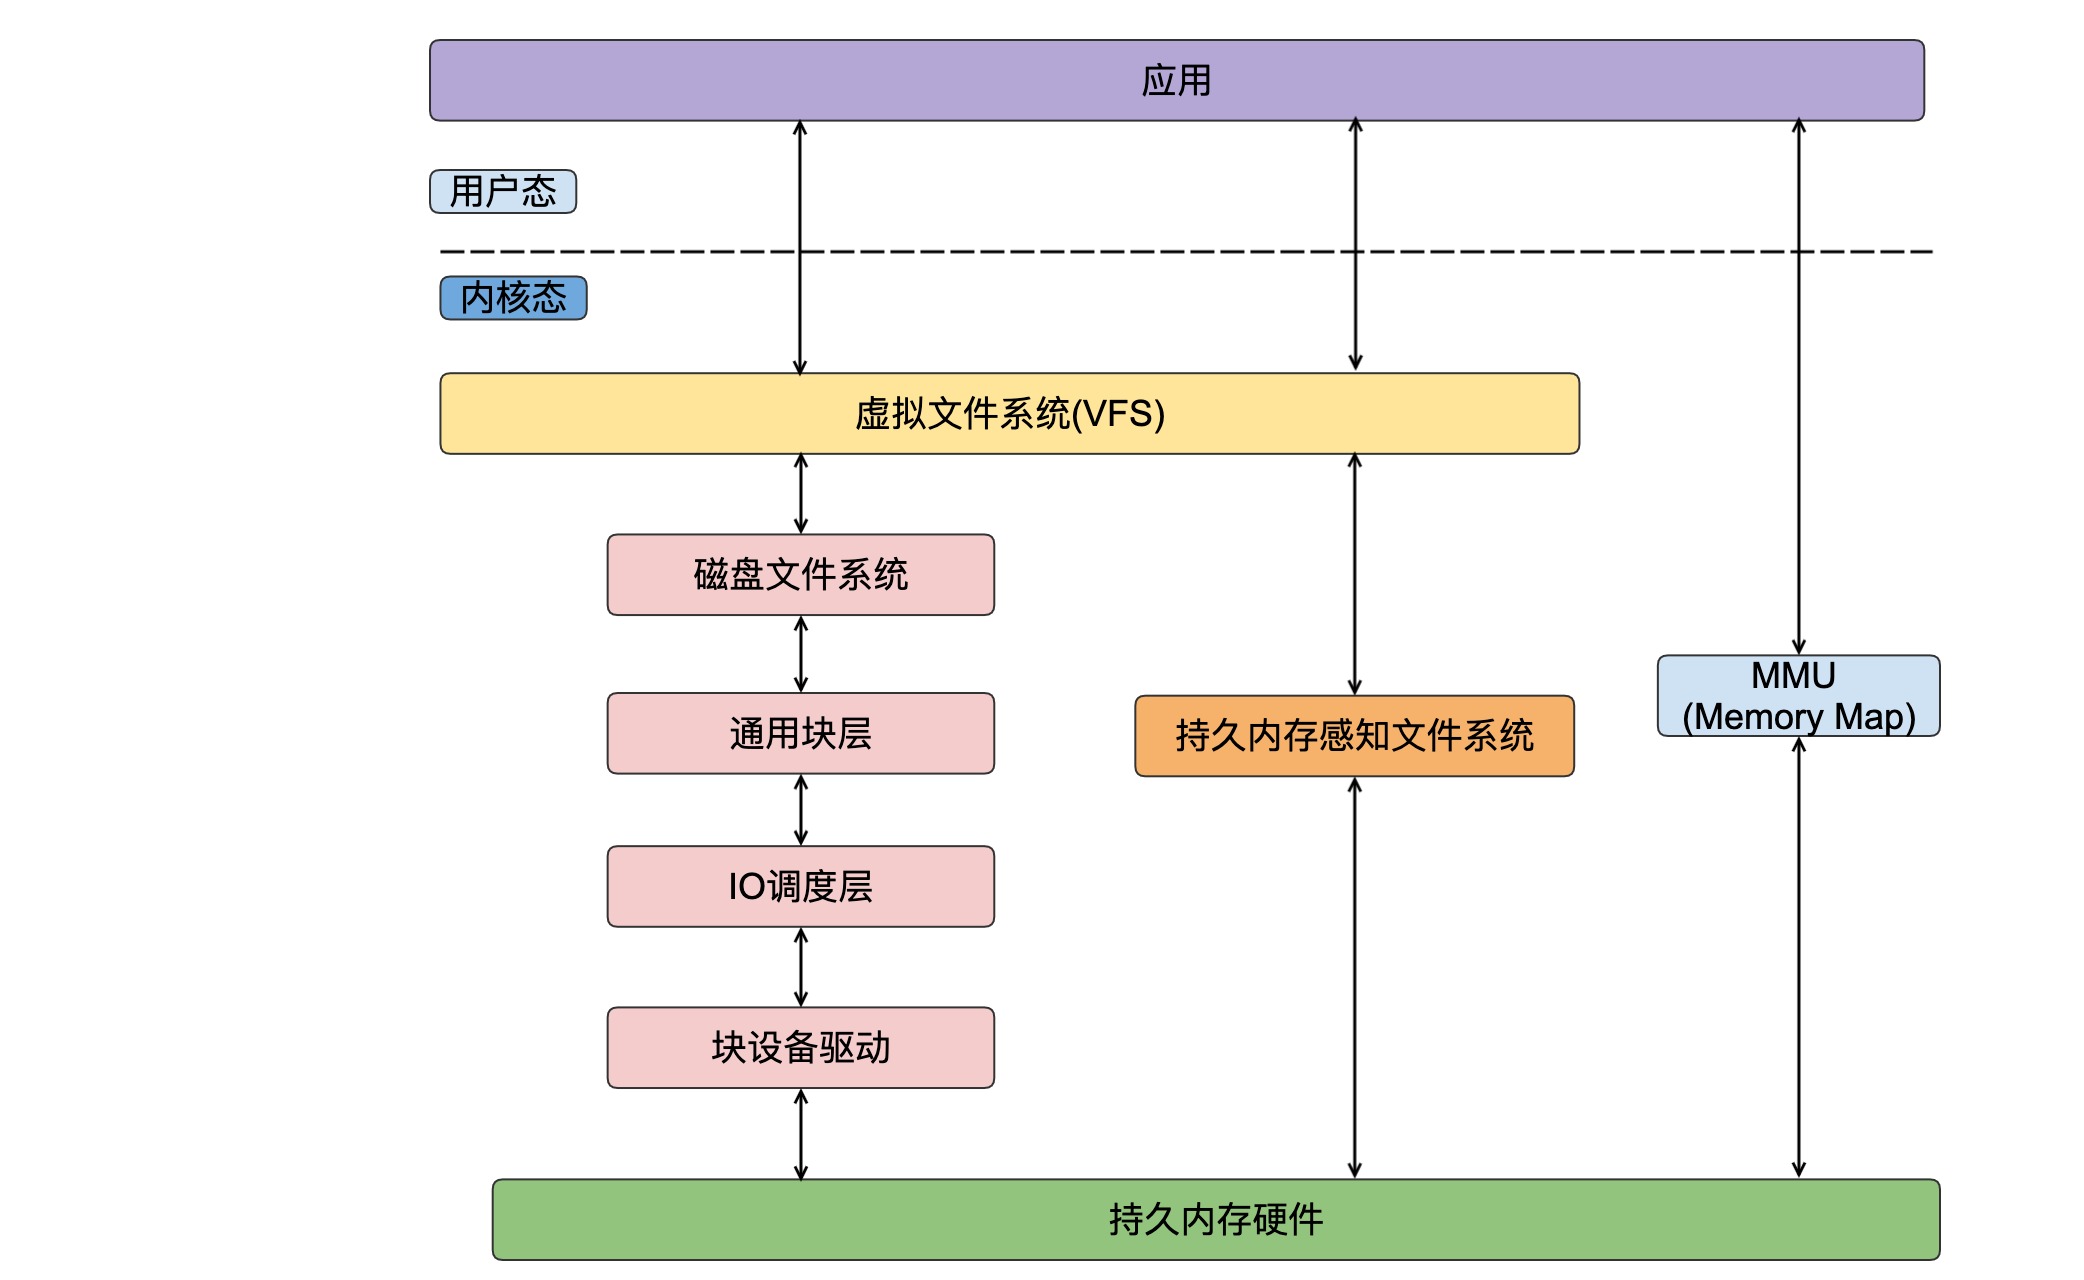 应用
用户态
内核态
虚拟文件系统(VFS)
磁盘文件系统
通用块层
IO调度层
块设备驱动
持久内存感知文件系统
MMU
(Memory Map)
持久内存硬件